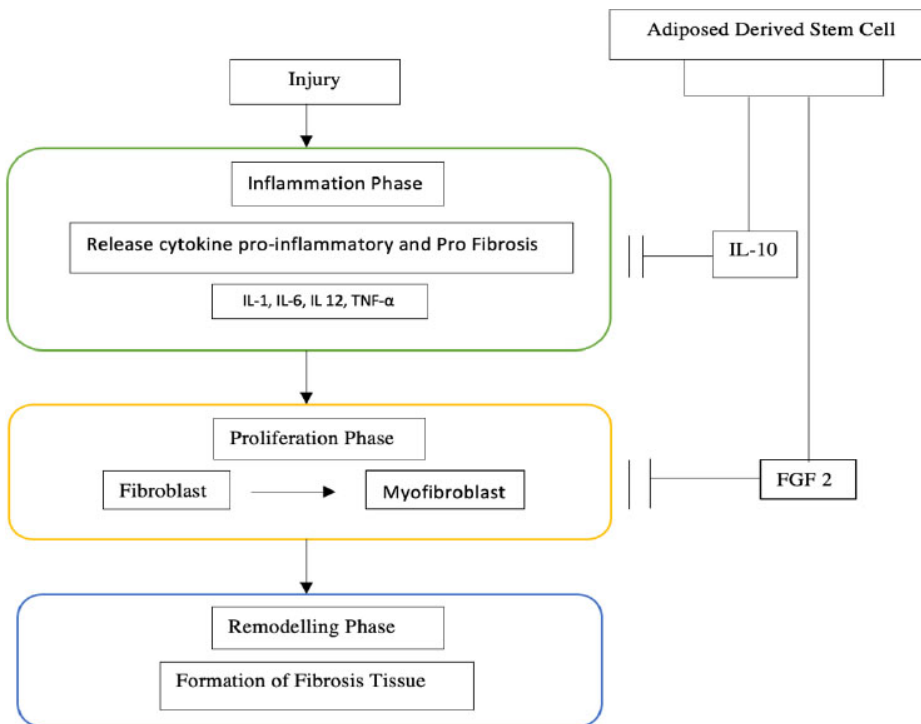 Adiposed Derived Stem Cell
Injury
Inflammation Phase
Release cytokine pro-inflammatory and Pro Fibrosis
IL-10
IL-1, IL-6, IL 12, TNF-α
Proliferation Phase
Fibroblast
Myofibroblast
FGF 2
Remodelling Phase
Formation of Fibrosis Tissue